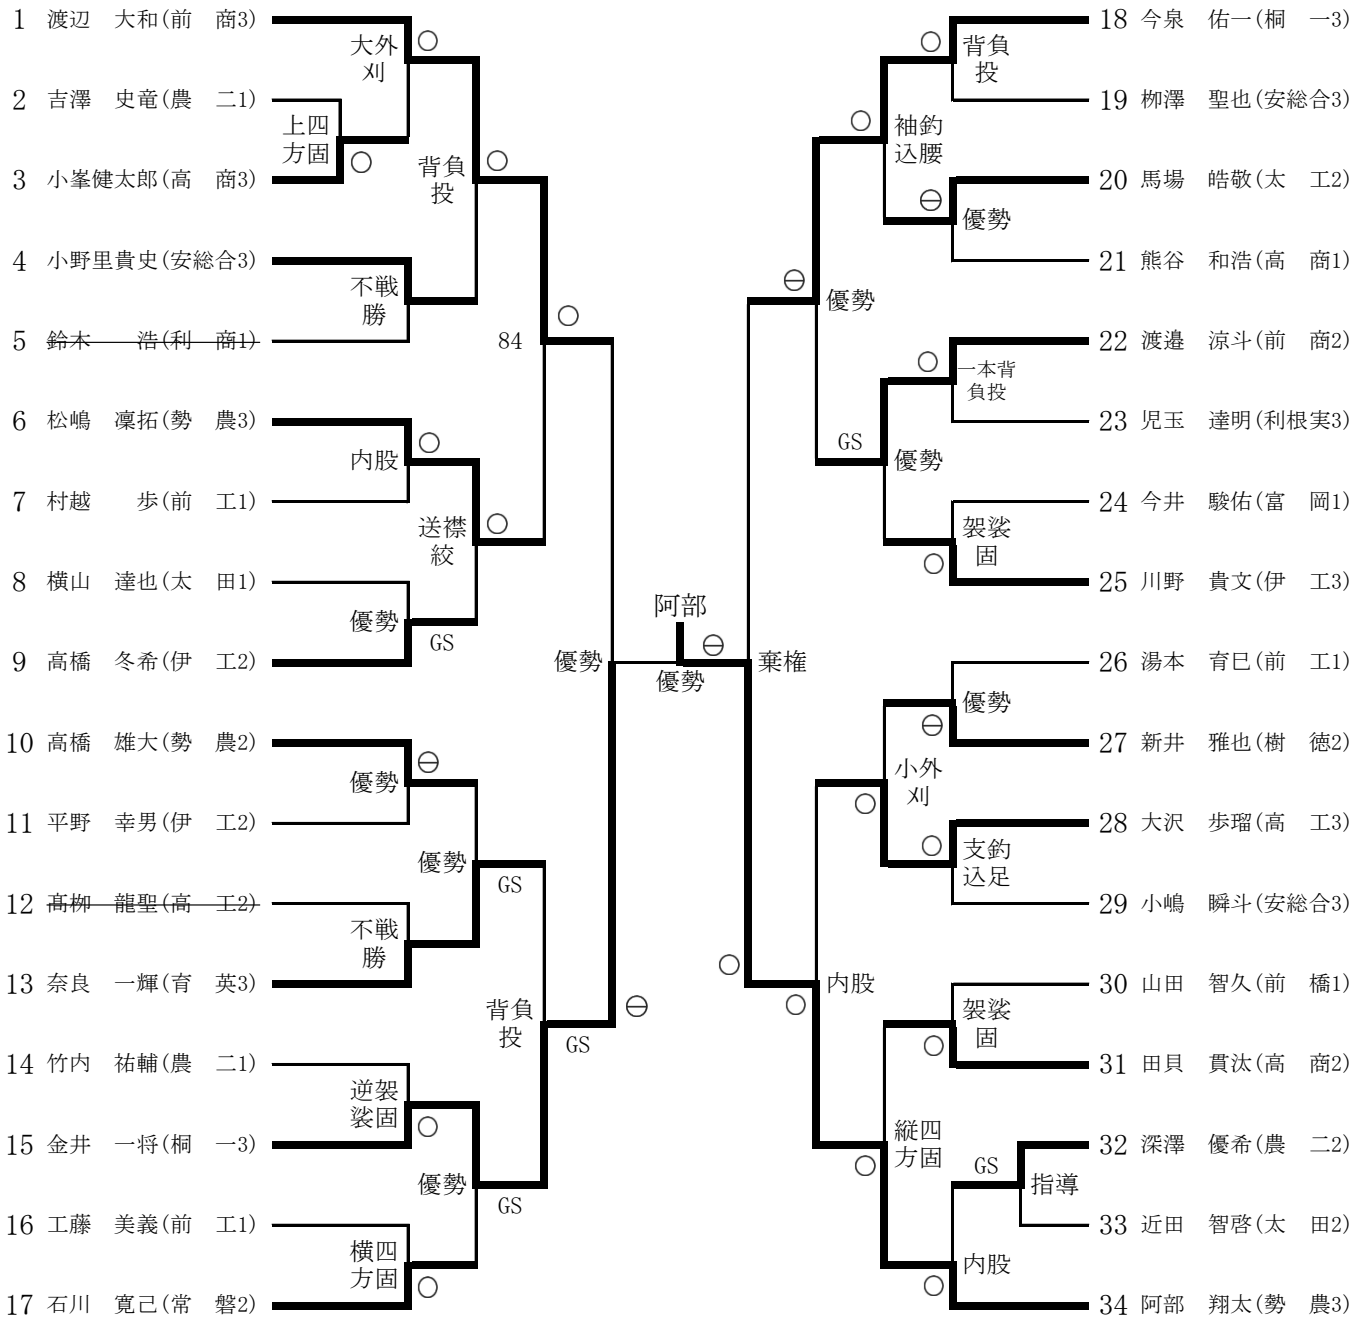 1 渡辺　大和(前　商3)
2 吉澤　史竜(農　二1)
3 小峯健太郎(高　商3)
4 小野里貴史(安総合3)
5 鈴木　　浩(利　商1)
6 松嶋　凜拓(勢　農3)
7 村越　　歩(前　工1)
8 横山　達也(太　田1)
9 高橋　冬希(伊　工2)
10 高橋　雄大(勢　農2)
11 平野　幸男(伊　工2)
12 高栁　龍聖(高　工2)
13 奈良　一輝(育　英3)
14 竹内　祐輔(農　二1)
15 金井　一将(桐　一3)
16 工藤　美義(前　工1)
17 石川　寛己(常　磐2)
大外
刈
上四
方固
不戦
勝
内股
優勢
優勢
不戦
勝
逆袈
裟固
横四
方固
背負
投
送襟
絞
GS
優勢
優勢
84
GS
背負
投
GS
優勢
GS
阿部
優勢
棄権
優勢
内股
袖釣
込腰
GS
優勢
小外
刈
縦四
方固
背負
投
優勢
一本背
負投
袈裟
固
優勢
支釣
込足
袈裟
固
内股
GS
指導
18 今泉　佑一(桐　一3)
19 栁澤　聖也(安総合3)
20 馬場　皓敬(太　工2)
21 熊谷　和浩(高　商1)
22 渡邉　涼斗(前　商2)
23 児玉　達明(利根実3)
24 今井　駿佑(富　岡1)
25 川野　貴文(伊　工3)
26 湯本　育巳(前　工1)
27 新井　雅也(樹　徳2)
28 大沢　歩瑠(高　工3)
29 小嶋　瞬斗(安総合3)
30 山田　智久(前　橋1)
31 田貝　貫汰(高　商2)
32 深澤　優希(農　二2)
33 近田　智啓(太　田2)
34 阿部　翔太(勢　農3)